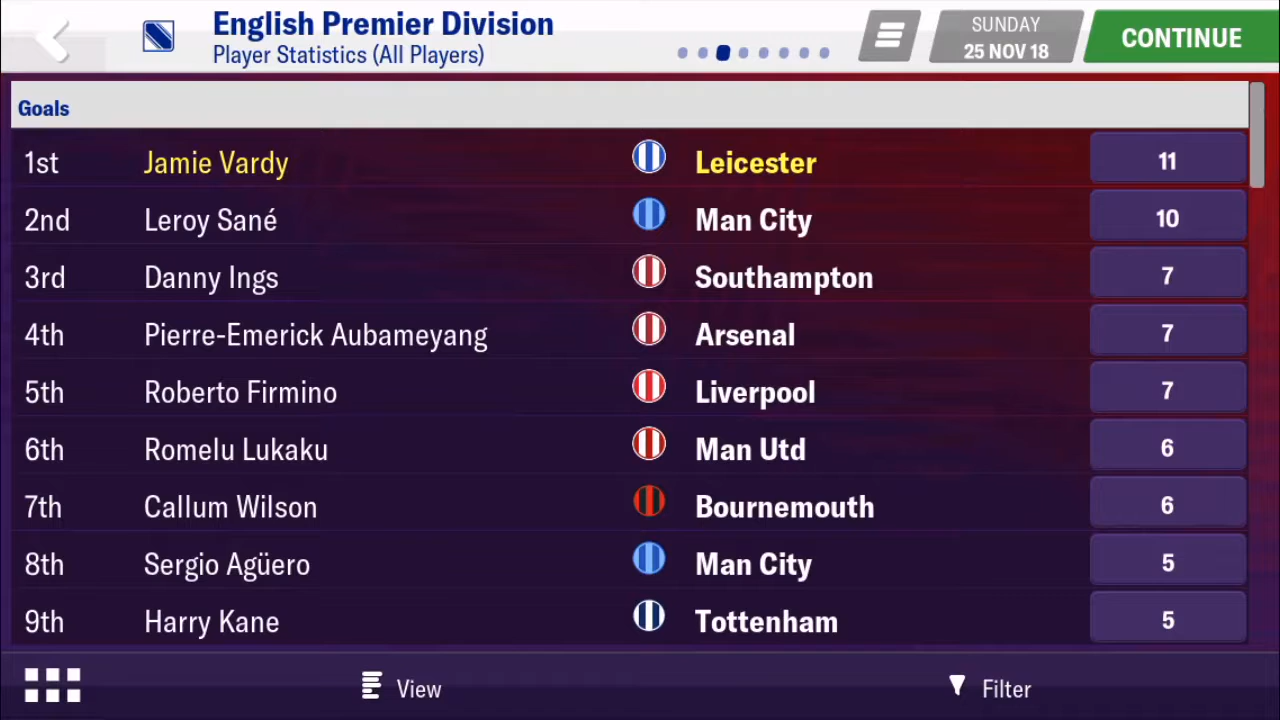 English Premier Division
Player Statistics (All Players)
SUNDAY
25 NOV 18
CONTINUE
Goals
1st Jamie Vardy Leicester 11
2nd Leroy Sané Man City 10
3rd Danny Ings Southampton 7
4th Pierre-Emerick Aubameyang Arsenal 7
5th Roberto Firmino Liverpool 7
6th Romelu Lukaku Man Utd 6
7th Callum Wilson Bournemouth 6
8th Sergio Agüero Man City 5
9th Harry Kane Tottenham 5
View Filter